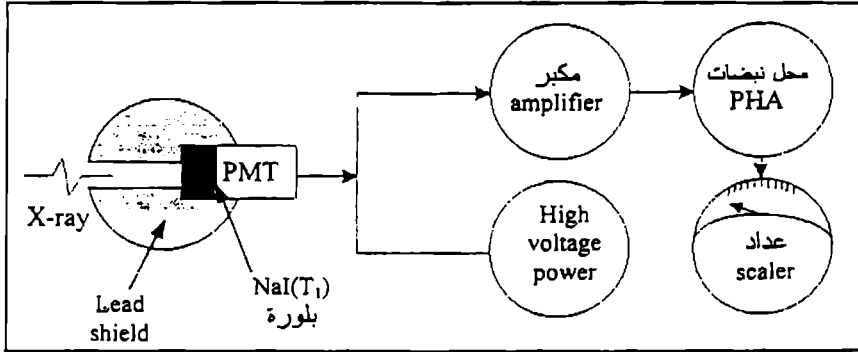 X-ray
Lead
shield
PMT
NaI(T₁)
بلورة
مكبر
amplifier
محل نبضات
PHA
High
voltage
power
عداد
scaler